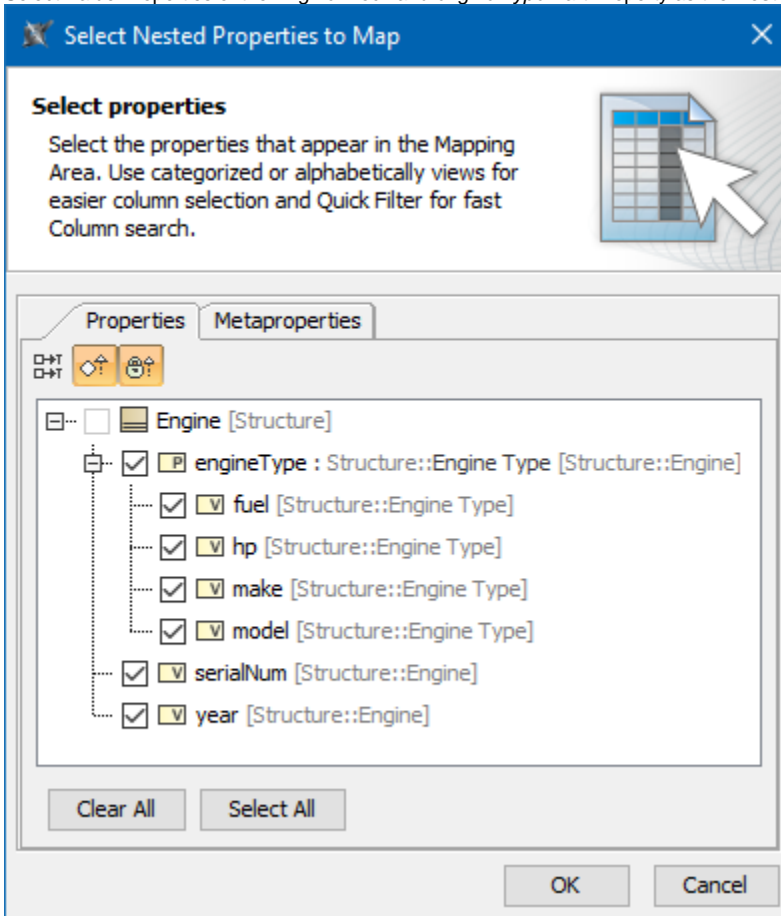 Select Nested Properties to Map
Select properties
Select the properties that appear in the Mapping
Area. Use categorized or alphabetically views for
easier column selection and Quick Filter for fast
Column search.
Properties
Metaproperties
Engine [Structure]
P engineType : Structure::Engine Type [Structure::Engine]
V fuel [Structure::Engine Type]
V hp [Structure::Engine Type]
V make [Structure::Engine Type]
V model [Structure::Engine Type]
V serialNum [Structure::Engine]
V year [Structure::Engine]
Clear All
Select All
OK
Cancel